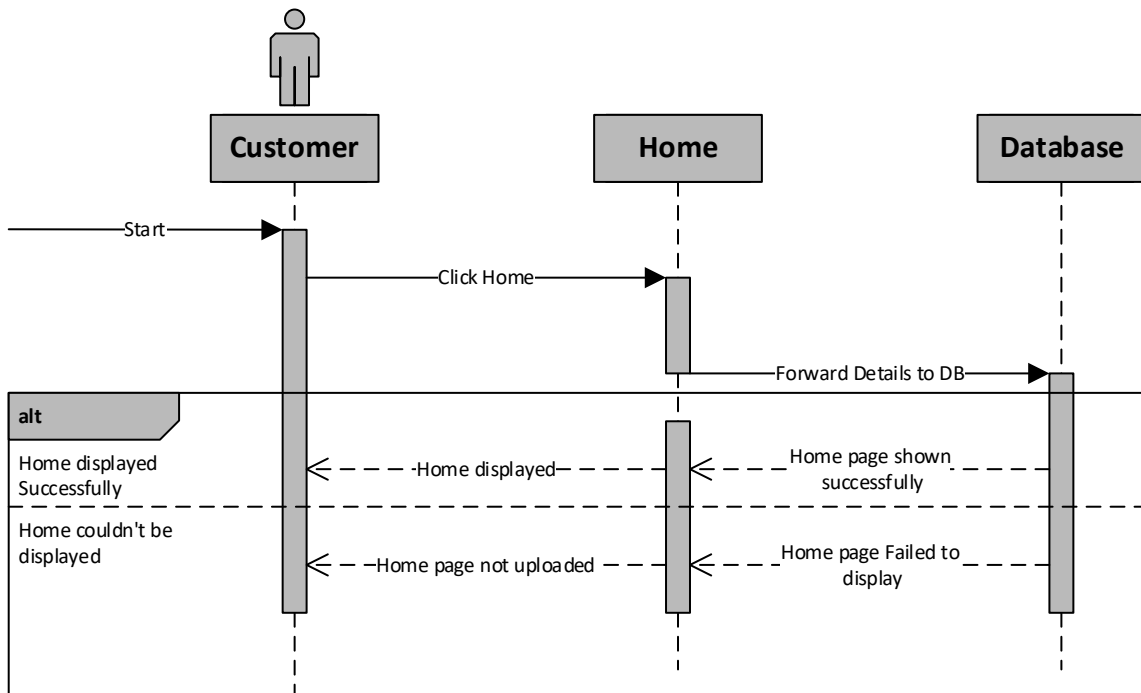 Customer
Home
Database
Start
Click Home
Forward Details to DB
alt
Home displayed
Successfully
Home displayed
Home page shown
successfully
Home couldn't be
displayed
Home page not uploaded
Home page Failed to
display